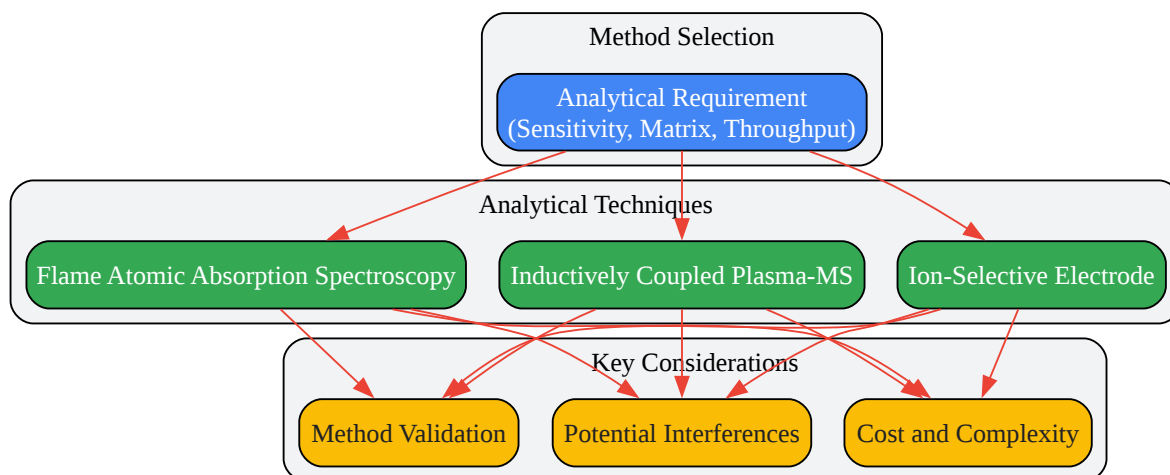 Method Selection
Analytical Requirement
(Sensitivity, Matrix, Throughput)
Analytical Techniques
Flame Atomic Absorption Spectroscopy
Inductively Coupled Plasma-MS
Ion-Selective Electrode
Key Considerations
Method Validation
Potential Interferences
Cost and Complexity